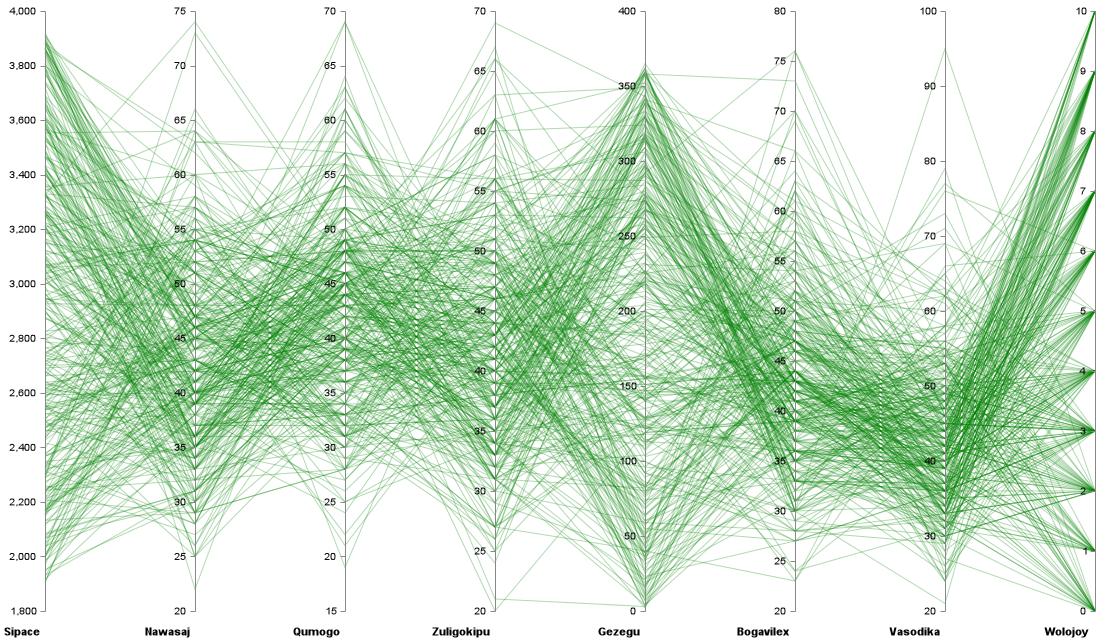 4,000 75 70 70 400 80 100 10
3,800 70 65 65 350 75 90 9
3,600 65 60 60 300 70 80 8
3,400 60 55 55 250 65 70 7
3,200 55 50 50 200 60 60 6
3,000 50 45 45 150 55 50 5
2,800 45 40 40 100 50 40 4
2,600 40 35 35 50 45 30 3
2,400 35 30 30 0 40 20 2
2,200 30 25 25 35 1
2,000 25 20 20 30 0
1,800 20 15 25
20
Sipace Nawasaj Qumogo Zuligokipu Gezegu Bogavilex Vasodika Wolojoy